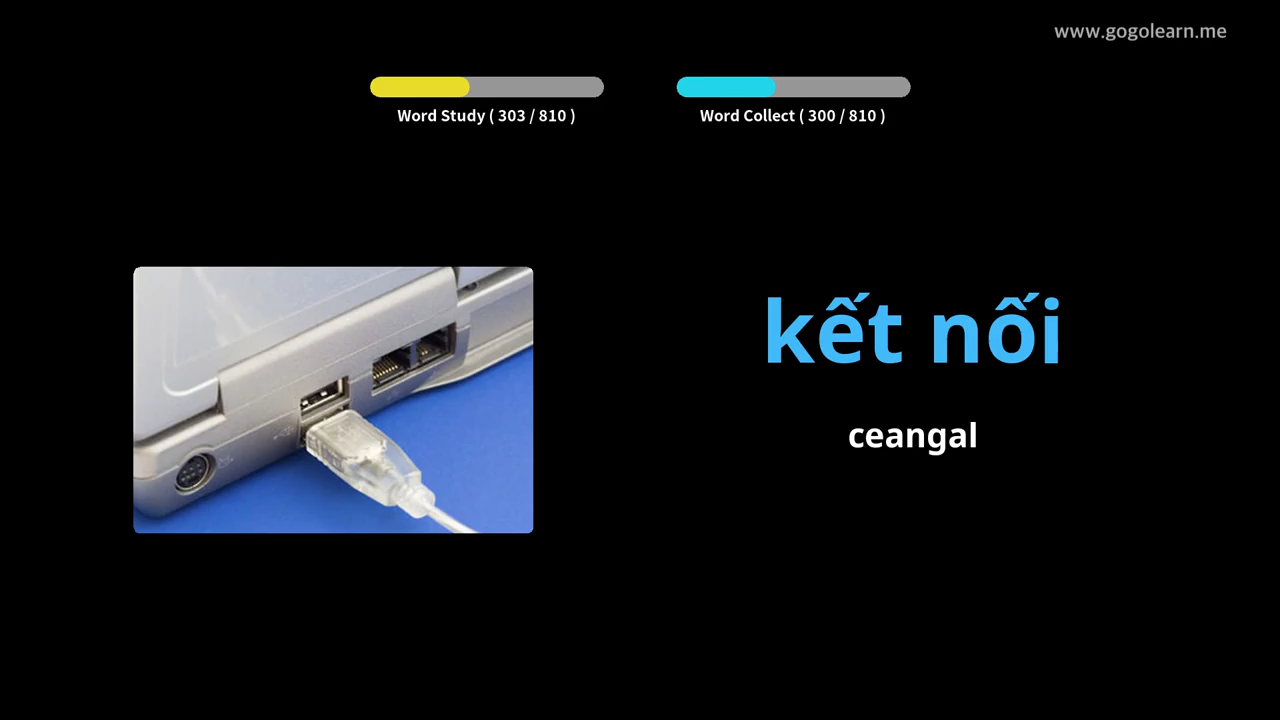 www.gogolearn.me
Word Study ( 303 / 810 )
Word Collect ( 300 / 810 )
kết nối
ceangal